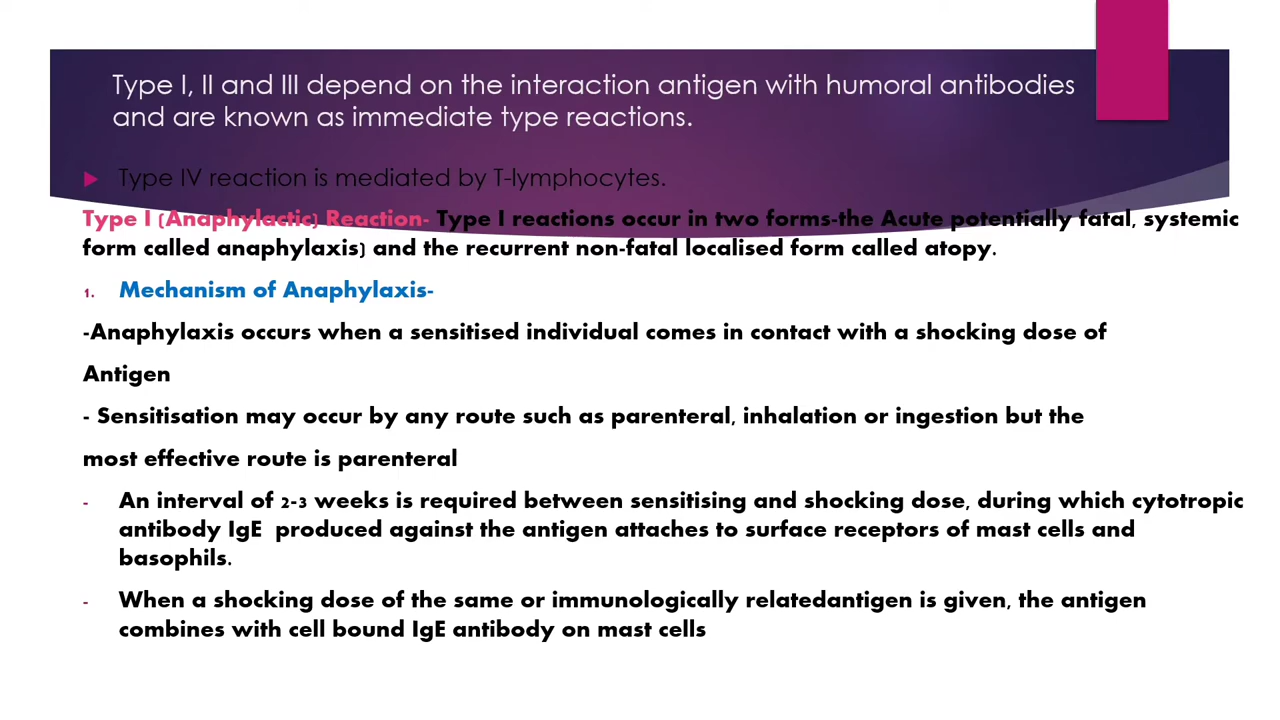 Type I, II and III depend on the interaction antigen with humoral antibodies
and are known as immediate type reactions.
Type IV reaction is mediated by T-lymphocytes.
Type I (Anaphylactic) Reaction- Type I reactions occur in two forms-the Acute potentially fatal, systemic
form called anaphylaxis) and the recurrent non-fatal localised form called atopy.
1. Mechanism of Anaphylaxis-
-Anaphylaxis occurs when a sensitised individual comes in contact with a shocking dose of
Antigen
- Sensitisation may occur by any route such as parenteral, inhalation or ingestion but the
most effective route is parenteral
- An interval of 2-3 weeks is required between sensitising and shocking dose, during which cytotropic
antibody IgE produced against the antigen attaches to surface receptors of mast cells and
basophils.
- When a shocking dose of the same or immunologically relatedantigen is given, the antigen
combines with cell bound IgE antibody on mast cells